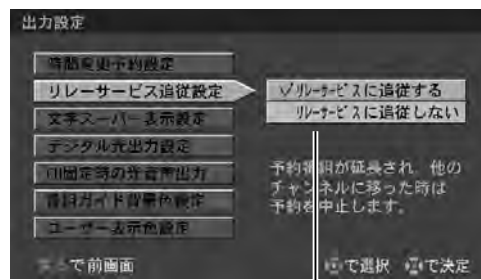 出力設定
時間変更予約設定
リレーサービス追従設定
✓リレーサービスに追従する
リレーサービスに追従しない
文字スーパー表示設定
デジタル光出力設定
番組ガイド背景色設定
ユーザー表示色設定
予約番組が延長され 他の
チャンネルに移った時は
予約を中止します。
で前画面
で選択 で決定